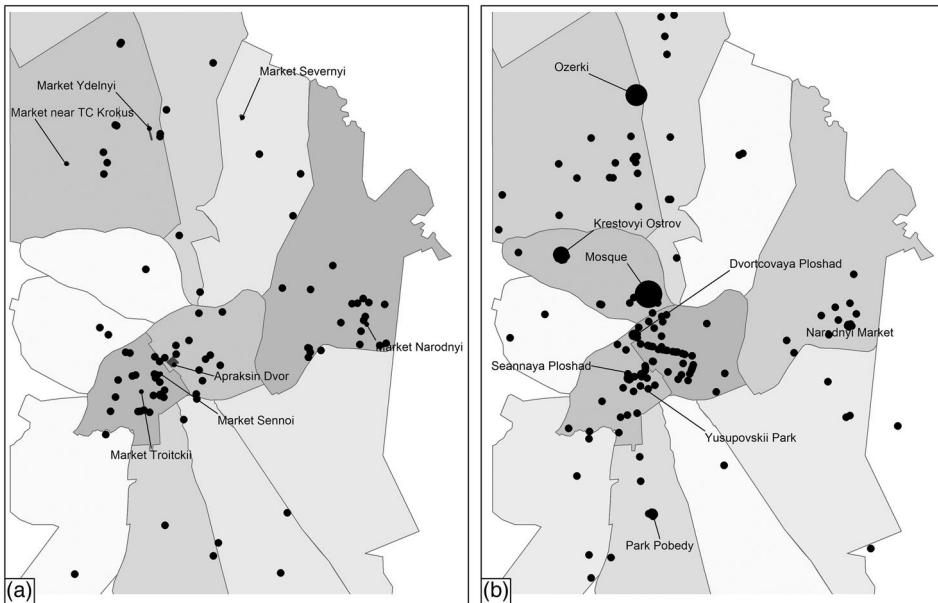 Market Severnyi
Market Ydelnyi
Market near TC Krokus
Market Narodnyi
Apraksin Dvor
Market Sennoi
Market Troitckii
(a)
Ozerki
Krestovyi Ostrov
Mosque
Dvortcovaya Ploshad
Narodnyi Market
Seannaya Ploshad
Yusupovskii Park
Park Pobedy
(b)